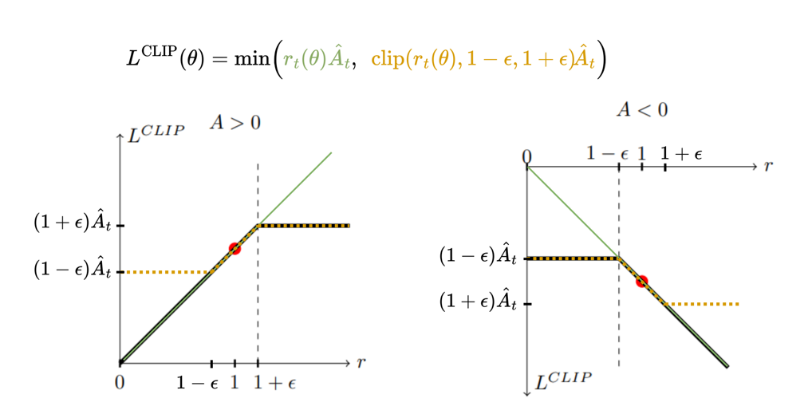 L^CLIP(θ) = min(r_t(θ)Â_t, clip(r_t(θ), 1 − ϵ, 1 + ϵ)Â_t)
L^CLIP
A > 0
(1 + ϵ)Â_t
(1 − ϵ)Â_t
r
0
1 − ϵ 1 1 + ϵ
A < 0
0
1 − ϵ 1 1 + ϵ
r
(1 − ϵ)Â_t
(1 + ϵ)Â_t
L^CLIP